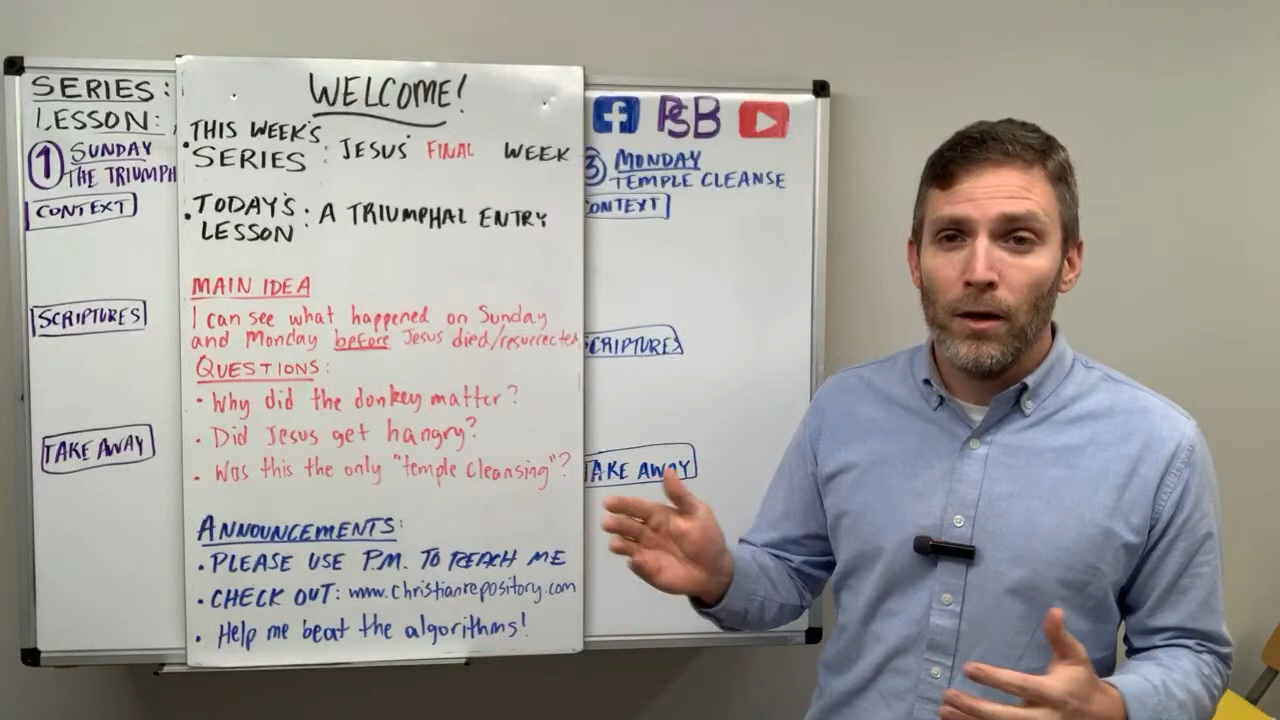 SERIES:
LESSON:
1 SUNDAY
THE TRIUMPH
CONTEXT
SCRIPTURES
TAKE AWAY
WELCOME!
• THIS WEEK'S
SERIES: JESUS' FINAL WEEK
• TODAY'S
LESSON: A TRIUMPHAL ENTRY
MAIN IDEA
I can see what happened on Sunday
and Monday before Jesus died/resurrected
QUESTIONS:
• Why did the donkey matter?
• Did Jesus get hangry?
• Was this the only "temple cleansing"?
ANNOUNCEMENTS:
• PLEASE USE P.M. TO REACH ME
• CHECK OUT: www.christianrepository.com
• Help me beat the algorithms!
f PSB
3 MONDAY
TEMPLE CLEANSE
ONTEXT
CRIPTURES
TAKE AWAY